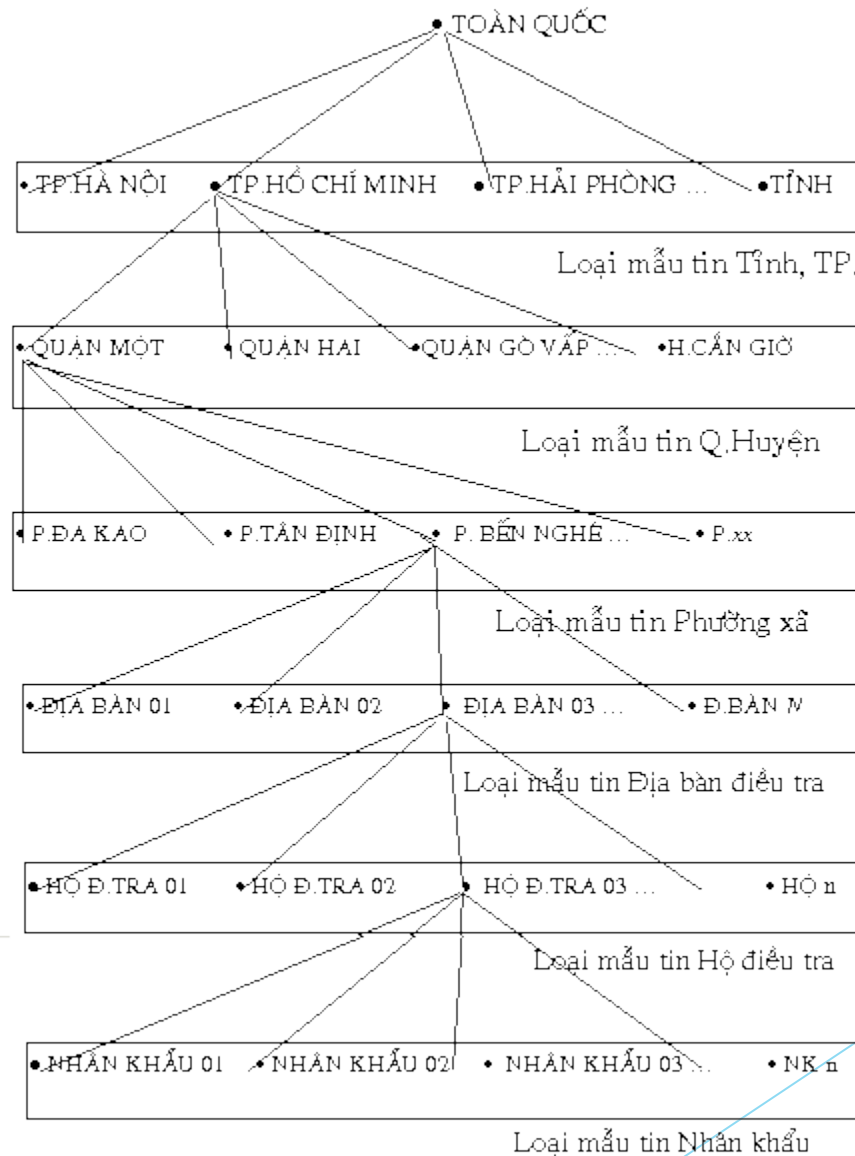 • TOÀN QUỐC
• TP.HÀ NỘI • TP.HỒ CHÍ MINH • TP.HẢI PHÒNG ... • TỈNH
Loại mẫu tin Tỉnh, TP.
• QUẬN MỘT • QUẬN HAI • QUẬN GÒ VẤP ... • H.CẦN GIỜ
Loại mẫu tin Q.Huyện
• P.ĐA KAO • P.TÂN ĐỊNH • P. BẾN NGHÉ ... • P.xx
Loại mẫu tin Phường xã
• ĐỊA BÀN 01 • ĐỊA BÀN 02 • ĐỊA BÀN 03 ... • Đ.BÀN N
Loại mẫu tin Địa bàn điều tra
• HỘ Đ.TRA 01 • HỘ Đ.TRA 02 • HỘ Đ.TRA 03 ... • HỘ n
Loại mẫu tin Hộ điều tra
• NHÂN KHẨU 01 • NHÂN KHẨU 02 • NHÂN KHẨU 03 ... • NK n
Loại mẫu tin Nhân khẩu